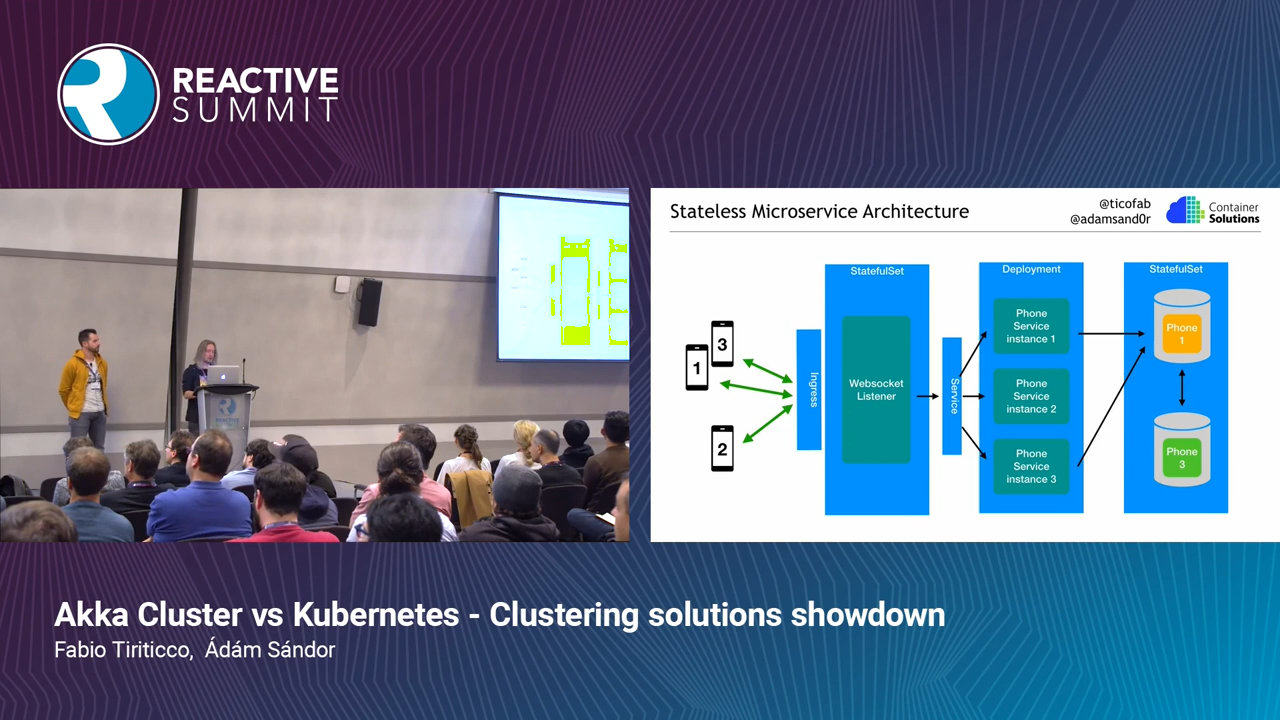 REACTIVE
SUMMIT
Stateless Microservice Architecture
@ticofab
@adamsand0r
Container
Solutions
StatefulSet
Deployment
StatefulSet
3
1
2
Ingress
Websocket
Listener
Service
Phone
Service
instance 1
Phone
Service
instance 2
Phone
Service
instance 3
Phone
1
Phone
3
REACTIVE
Akka Cluster vs Kubernetes - Clustering solutions showdown
Fabio Tiriticco, Ádám Sándor